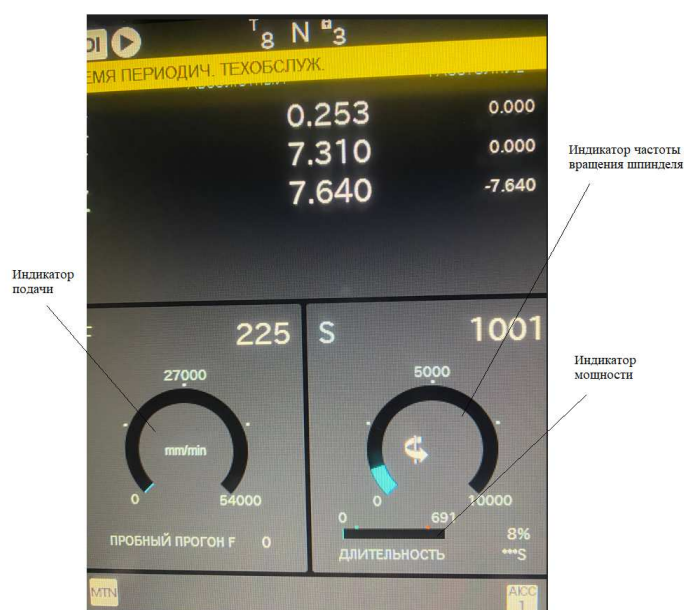 T 8 N 3
ЕМЯ ПЕРИОДИЧ. ТЕХОБСЛУЖ.
0.253 0.000
7.310 0.000
7.640 -7.640
Индикатор частоты
вращения шпинделя
Индикатор
подачи
225
S 1001
27000
mm/min
0 54000
ПРОБНЫЙ ПРОГОН F 0
5000
0 10000
0 691
8%
ДЛИТЕЛЬНОСТЬ ***S
Индикатор
мощности
MTN
AICC
1